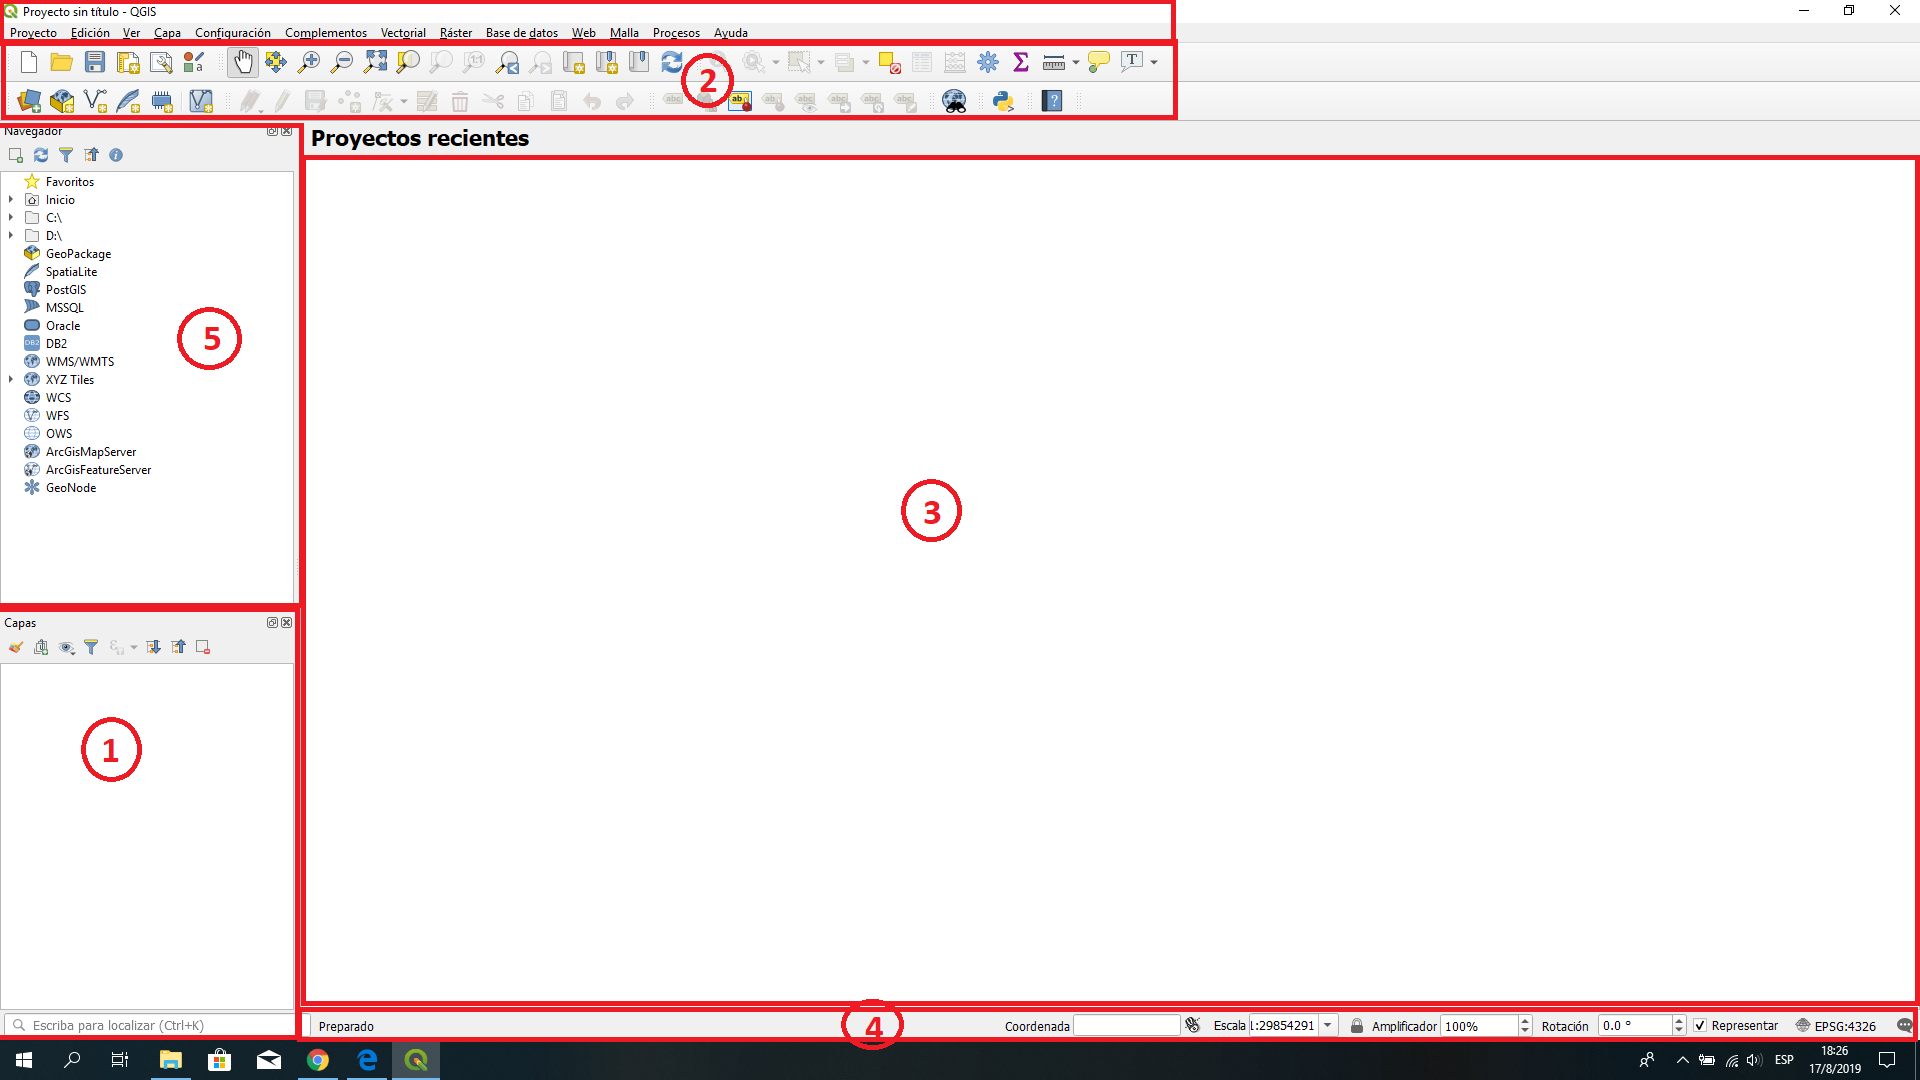 Proyecto sin título - QGIS
Proyecto Edición Ver Capa Configuración Complementos Vectorial Ráster Base de datos Web Malla Procesos Ayuda
2
Navegador
Proyectos recientes
Favoritos
Inicio
C:\
D:\
GeoPackage
SpatiaLite
PostGIS
MSSQL
Oracle
DB2
WMS/WMTS
XYZ Tiles
WCS
WFS
OWS
ArcGisMapServer
ArcGisFeatureServer
GeoNode
5
3
Capas
1
Escriba para localizar (Ctrl+K)
Preparado
4
Coordenada
Escala 1:29854291
Amplificador 100%
Rotación 0.0 °
Representar
EPSG:4326
ESP
18:26
17/8/2019